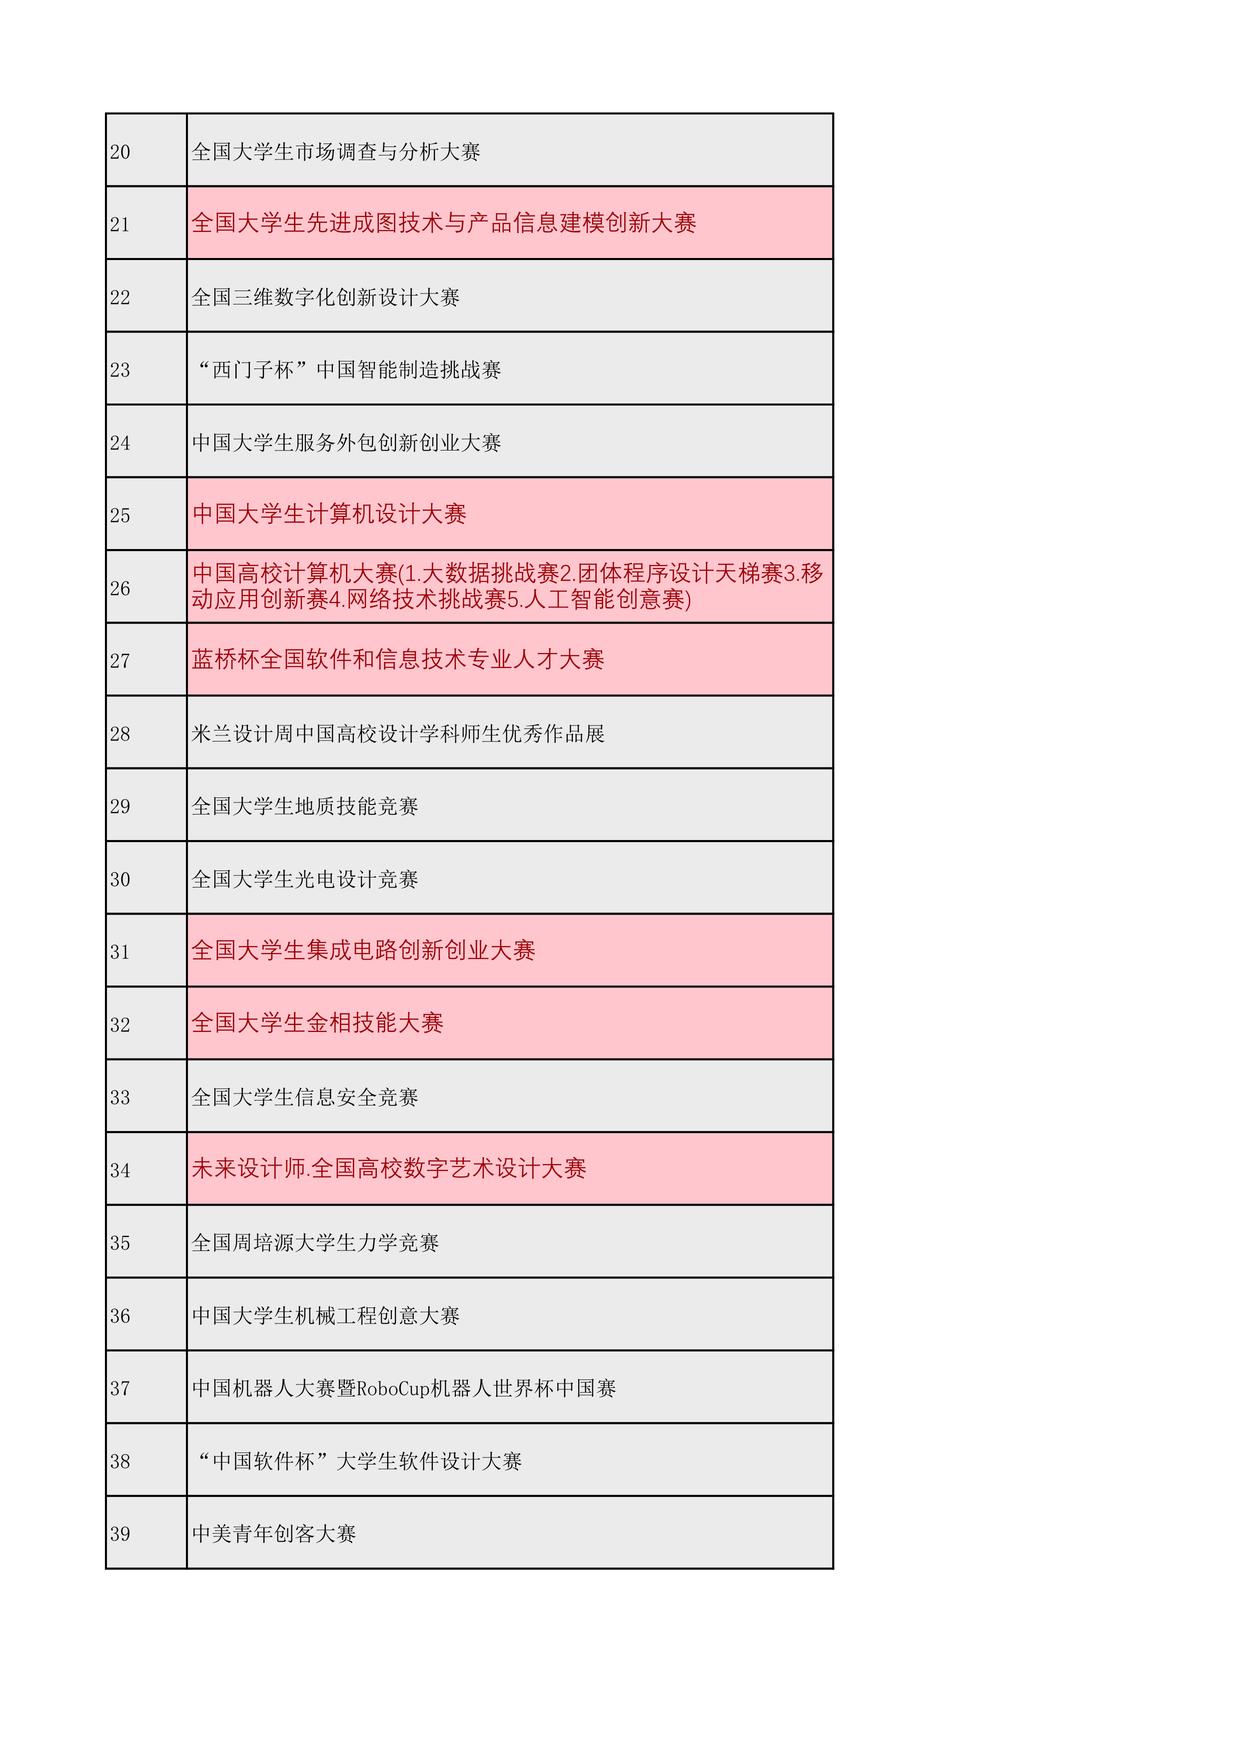 20 全国大学生市场调查与分析大赛
21 全国大学生先进成图技术与产品信息建模创新大赛
22 全国三维数字化创新设计大赛
23 “西门子杯”中国智能制造挑战赛
24 中国大学生服务外包创新创业大赛
25 中国大学生计算机设计大赛
26 中国高校计算机大赛(1.大数据挑战赛2.团体程序设计天梯赛3.移
动应用创新赛4.网络技术挑战赛5.人工智能创意赛)
27 蓝桥杯全国软件和信息技术专业人才大赛
28 米兰设计周中国高校设计学科师生优秀作品展
29 全国大学生地质技能竞赛
30 全国大学生光电设计竞赛
31 全国大学生集成电路创新创业大赛
32 全国大学生金相技能大赛
33 全国大学生信息安全竞赛
34 未来设计师.全国高校数字艺术设计大赛
35 全国周培源大学生力学竞赛
36 中国大学生机械工程创意大赛
37 中国机器人大赛暨RoboCup机器人世界杯中国赛
38 “中国软件杯”大学生软件设计大赛
39 中美青年创客大赛